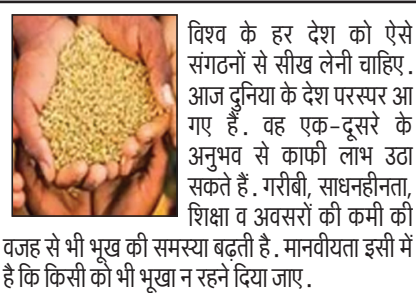 विश्व के हर देश को ऐसे
संगठनों से सीख लेनी चाहिए.
आज दुनिया के देश परस्पर आ
गए हैं. वह एक-दूसरे के
अनुभव से काफी लाभ उठा
सकते हैं. गरीबी, साधनहीनता,
शिक्षा व अवसरों की कमी की
वजह से भी भूख की समस्या बढ़ती है. मानवीयता इसी में
है कि किसी को भी भूखा न रहने दिया जाए.